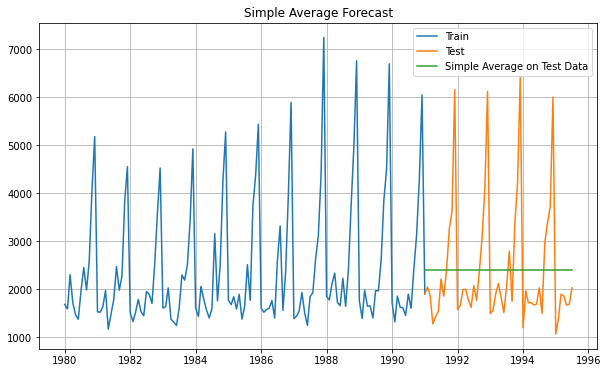 Simple Average Forecast
Train
Test
Simple Average on Test Data
7000
6000
5000
4000
3000
2000
1000
1980 1982 1984 1986 1988 1990 1992 1994 1996